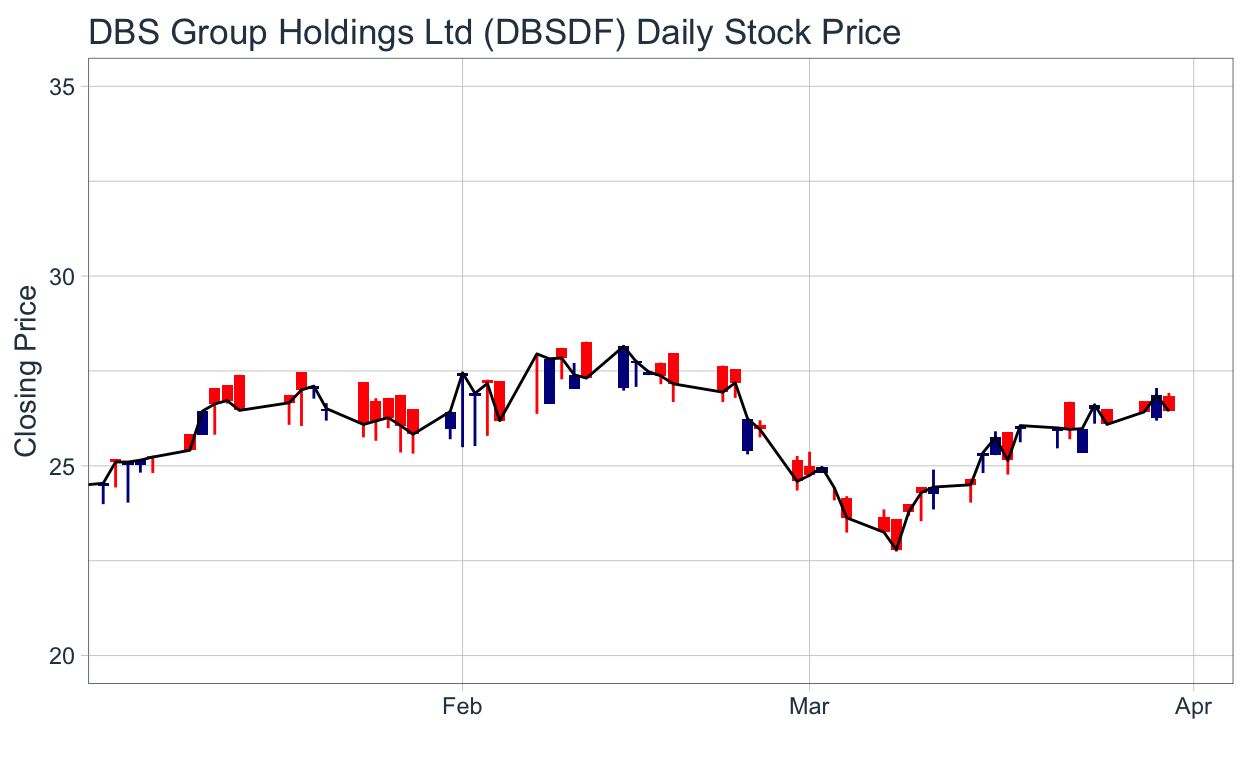 DBS Group Holdings Ltd (DBSDF) Daily Stock Price
Closing Price
35
30
25
20
Feb
Mar
Apr